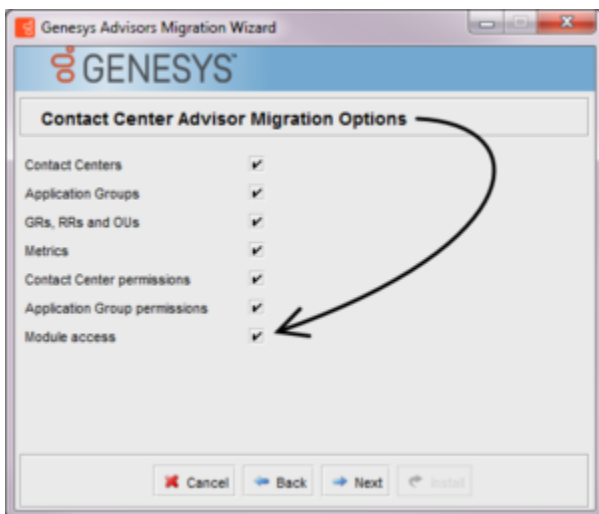 Genesys Advisors Migration Wizard
GENESYS™
Contact Center Advisor Migration Options
Contact Centers
Application Groups
GRs, RRs and OUs
Metrics
Contact Center permissions
Application Group permissions
Module access
Cancel Back Next Install